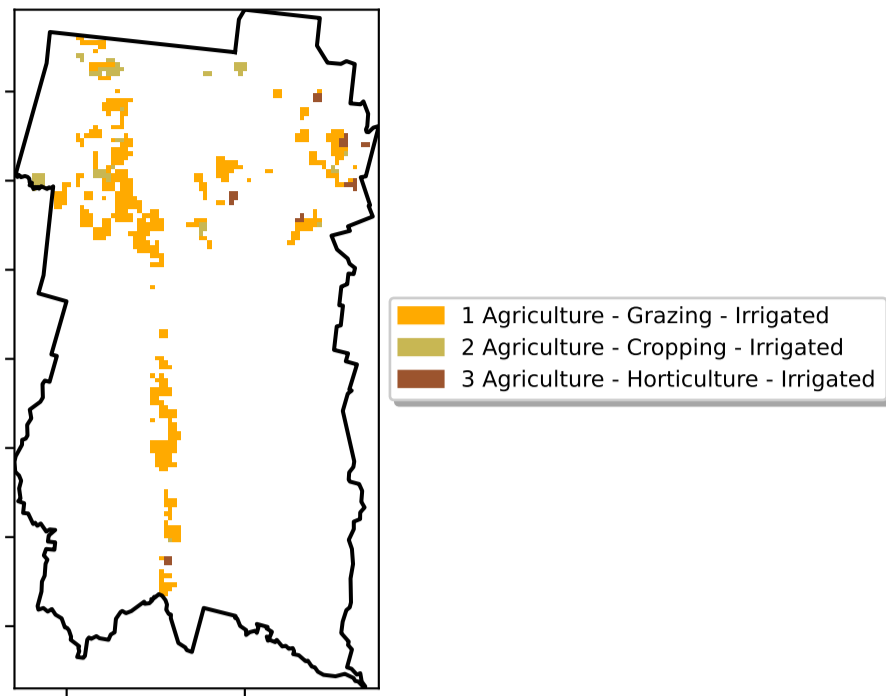 1 Agriculture - Grazing - Irrigated
2 Agriculture - Cropping - Irrigated
3 Agriculture - Horticulture - Irrigated